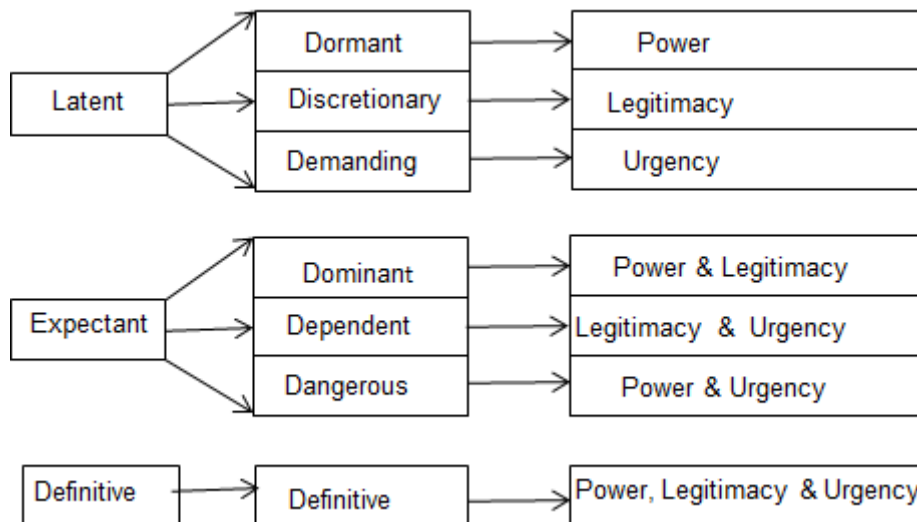 Dormant
Power
Latent
Discretionary
Legitimacy
Demanding
Urgency
Dominant
Power & Legitimacy
Expectant
Dependent
Legitimacy & Urgency
Dangerous
Power & Urgency
Definitive
Definitive
Power, Legitimacy & Urgency